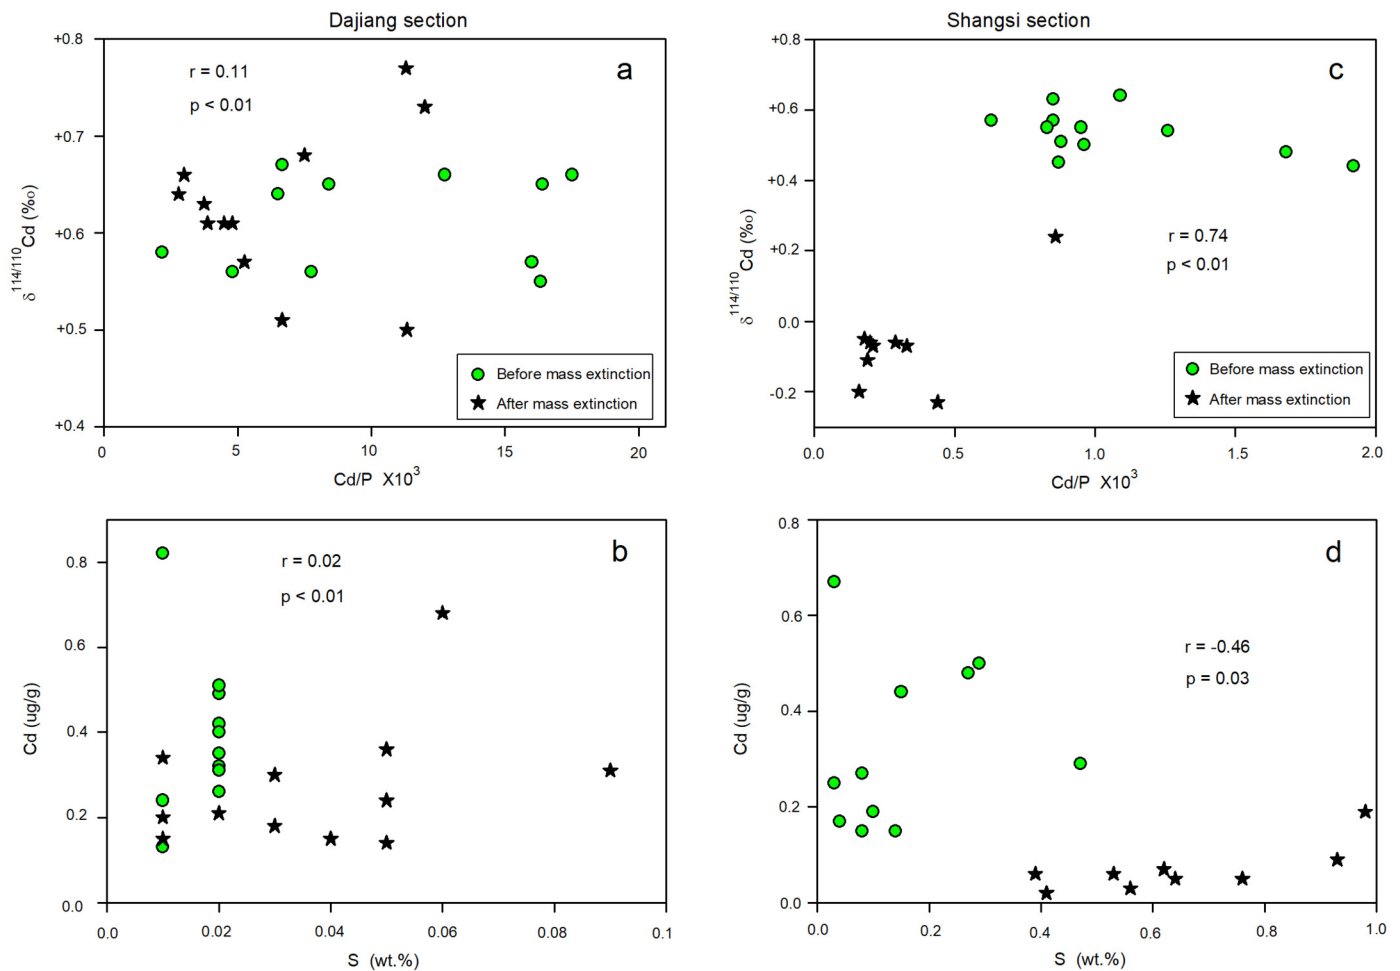 Dajiang section
+0.8
+0.7
+0.6
+0.5
+0.4
δ114/110Cd (‰)
r = 0.11
p < 0.01
a
Before mass extinction
After mass extinction
0
5
10
15
20
Cd/P X10³
Shangsi section
+0.8
+0.6
+0.4
+0.2
0.0
-0.2
δ114/110Cd (‰)
c
r = 0.74
p < 0.01
Before mass extinction
After mass extinction
0.0
0.5
1.0
1.5
2.0
Cd/P X10³
0.8
0.6
0.4
0.2
0.0
Cd (ug/g)
r = 0.02
p < 0.01
b
0.0
0.02
0.04
0.06
0.08
0.1
S (wt.%)
0.8
0.6
0.4
0.2
0.0
Cd (ug/g)
d
r = -0.46
p = 0.03
0.0
0.2
0.4
0.6
0.8
1.0
S (wt.%)